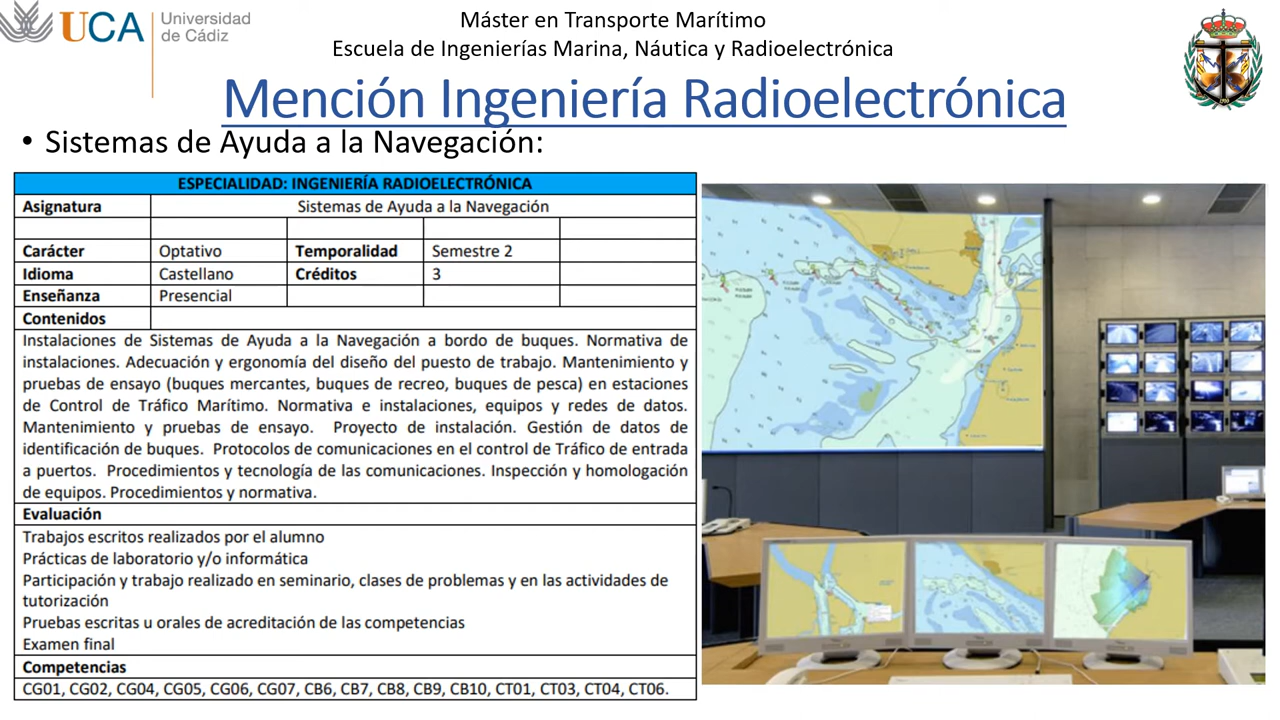 UCA
Universidad
de Cádiz
Máster en Transporte Marítimo
Escuela de Ingenierías Marina, Náutica y Radioelectrónica
Mención Ingeniería Radioelectrónica
• Sistemas de Ayuda a la Navegación:
ESPECIALIDAD: INGENIERÍA RADIOELECTRÓNICA
Asignatura Sistemas de Ayuda a la Navegación
Carácter Optativo Temporalidad Semestre 2
Idioma Castellano Créditos 3
Enseñanza Presencial
Contenidos
Instalaciones de Sistemas de Ayuda a la Navegación a bordo de buques. Normativa de
instalaciones. Adecuación y ergonomía del diseño del puesto de trabajo. Mantenimiento y
pruebas de ensayo (buques mercantes, buques de recreo, buques de pesca) en estaciones
de Control de Tráfico Marítimo. Normativa e instalaciones, equipos y redes de datos.
Mantenimiento y pruebas de ensayo. Proyecto de instalación. Gestión de datos de
identificación de buques. Protocolos de comunicaciones en el control de Tráfico de entrada
a puertos. Procedimientos y tecnología de las comunicaciones. Inspección y homologación
de equipos. Procedimientos y normativa.
Evaluación
Trabajos escritos realizados por el alumno
Prácticas de laboratorio y/o informática
Participación y trabajo realizado en seminario, clases de problemas y en las actividades de
tutorización
Pruebas escritas u orales de acreditación de las competencias
Examen final
Competencias
CG01, CG02, CG04, CG05, CG06, CG07, CB6, CB7, CB8, CB9, CB10, CT01, CT03, CT04, CT06.